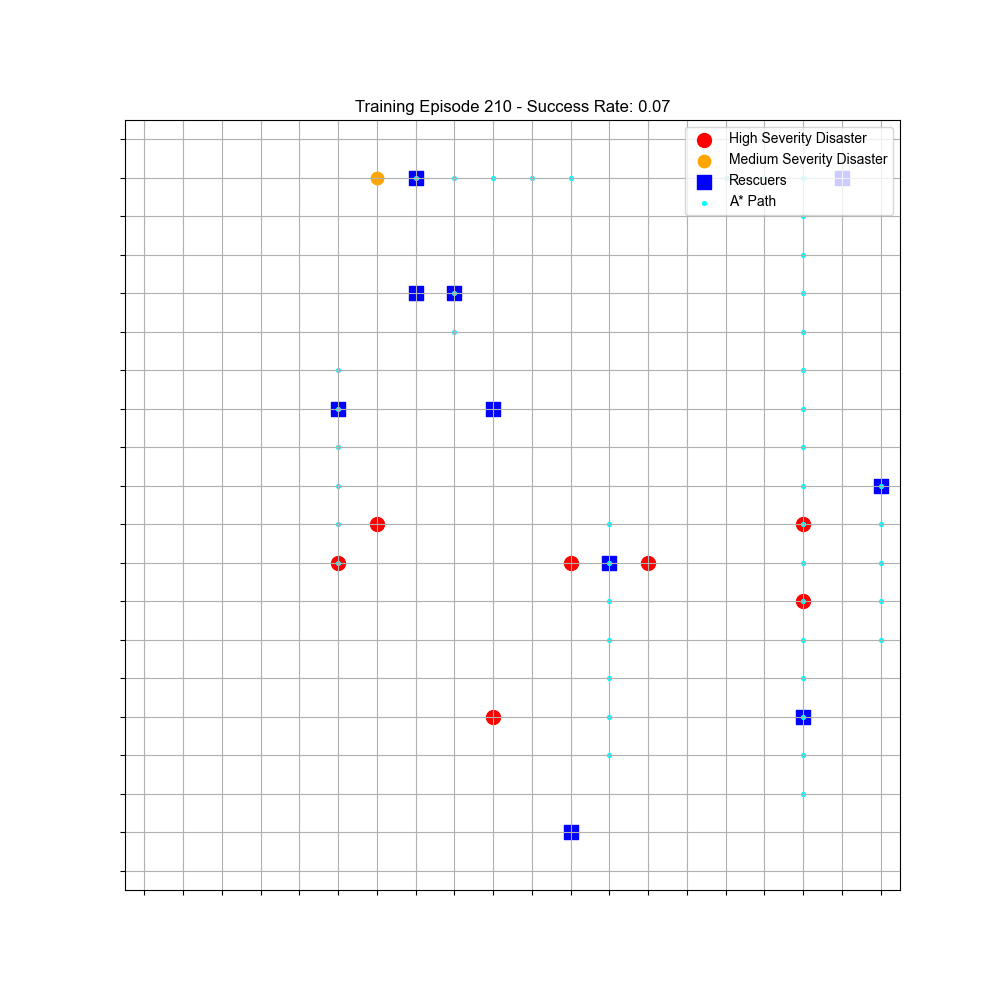 Training Episode 210 - Success Rate: 0.07
High Severity Disaster
Medium Severity Disaster
Rescuers
A* Path